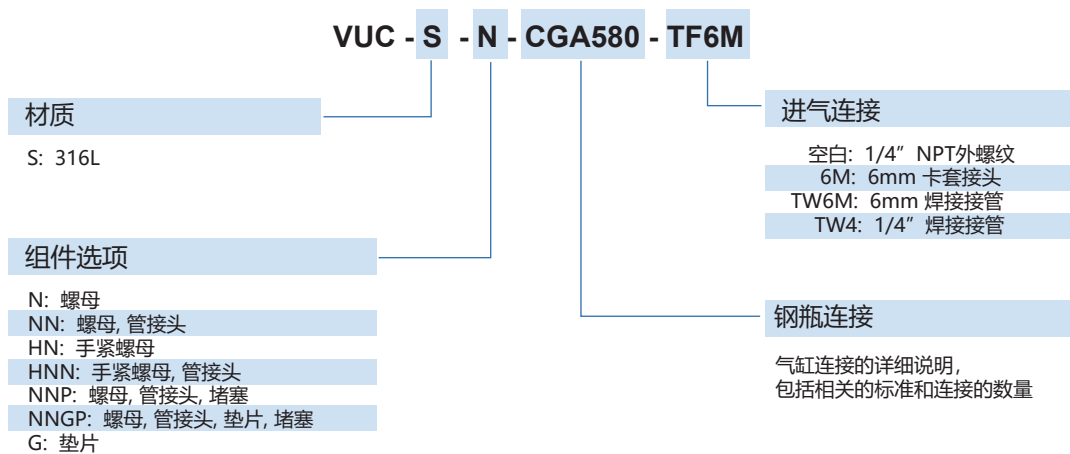 VUC - S - N - CGA580 - TF6M
材质
S: 316L
组件选项
N: 螺母
NN: 螺母, 管接头
HN: 手紧螺母
HNN: 手紧螺母, 管接头
NNP: 螺母, 管接头, 堵塞
NNGP: 螺母, 管接头, 垫片, 堵塞
G: 垫片
进气连接
空白: 1/4" NPT外螺纹
6M: 6mm 卡套接头
TW6M: 6mm 焊接接管
TW4: 1/4" 焊接接管
钢瓶连接
气缸连接的详细说明,
包括相关的标准和连接的数量